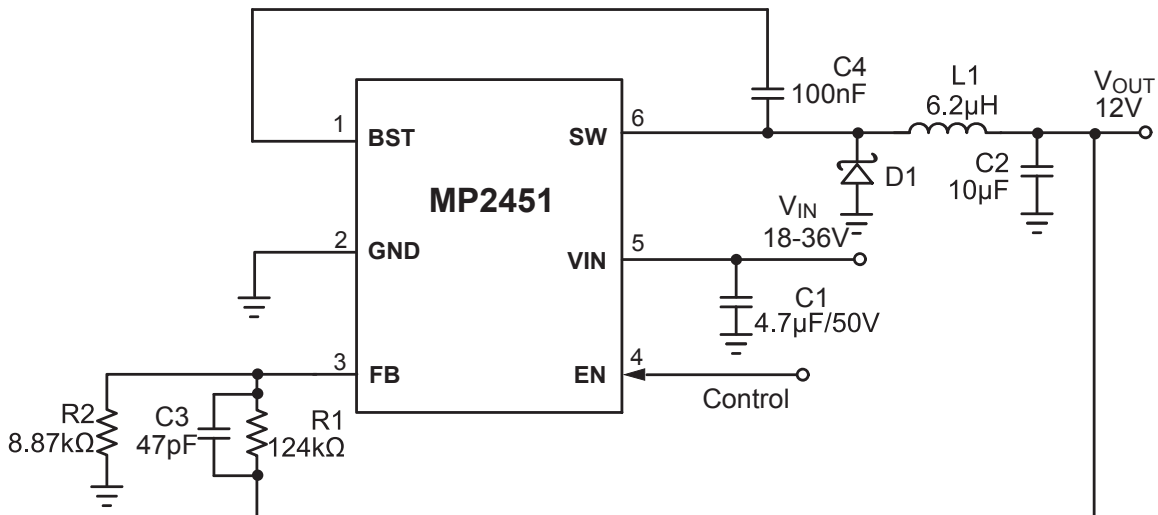 C4
100nF
L1
6.2µH
VOUT
12V
1
BST
SW
6
D1
C2
10µF
MP2451
VIN
18-36V
2
GND
VIN
5
C1
4.7µF/50V
3
FB
EN
4
Control
R2
8.87kΩ
C3
47pF
R1
124kΩ